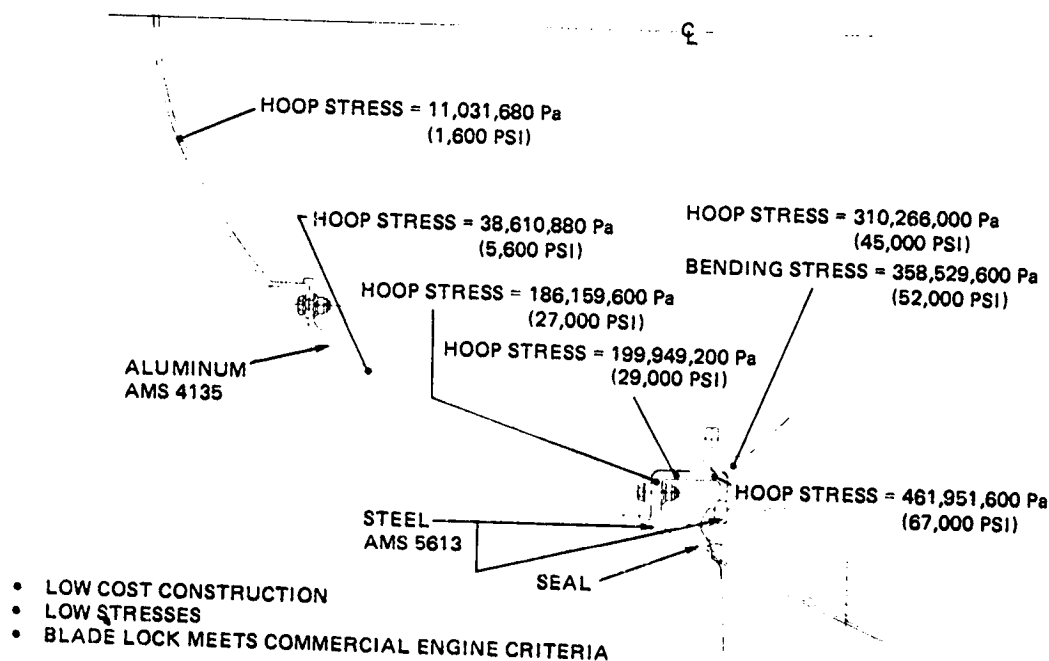 ℄
HOOP STRESS = 11,031,680 Pa
(1,600 PSI)
HOOP STRESS = 38,610,880 Pa
(5,600 PSI)
HOOP STRESS = 310,266,000 Pa
(45,000 PSI)
BENDING STRESS = 358,529,600 Pa
(52,000 PSI)
HOOP STRESS = 186,159,600 Pa
(27,000 PSI)
HOOP STRESS = 199,949,200 Pa
(29,000 PSI)
ALUMINUM
AMS 4135
HOOP STRESS = 461,951,600 Pa
(67,000 PSI)
STEEL
AMS 5613
SEAL
• LOW COST CONSTRUCTION
• LOW STRESSES
• BLADE LOCK MEETS COMMERCIAL ENGINE CRITERIA